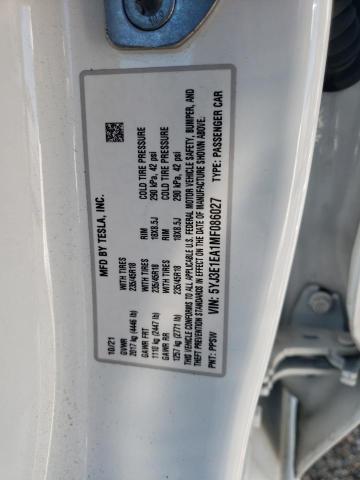 MFD BY TESLA, INC.
10/21
GVWR
2017 kg (4446 lb)
GAWR FRT WITH TIRES RIM COLD TIRE PRESSURE
1110 kg (2447 lb) 235/45R18 18X8.5J 290 kPa, 42 psi
GAWR RR WITH TIRES RIM COLD TIRE PRESSURE
1257 kg (2771 lb) 235/45R18 18X8.5J 290 kPa, 42 psi
THIS VEHICLE CONFORMS TO ALL APPLICABLE U.S. FEDERAL MOTOR VEHICLE SAFETY, BUMPER, AND
THEFT PREVENTION STANDARDS IN EFFECT ON THE DATE OF MANUFACTURE SHOWN ABOVE.
VIN: 5YJ3E1EA1MF086027
PNT: PPSW TYPE: PASSENGER CAR